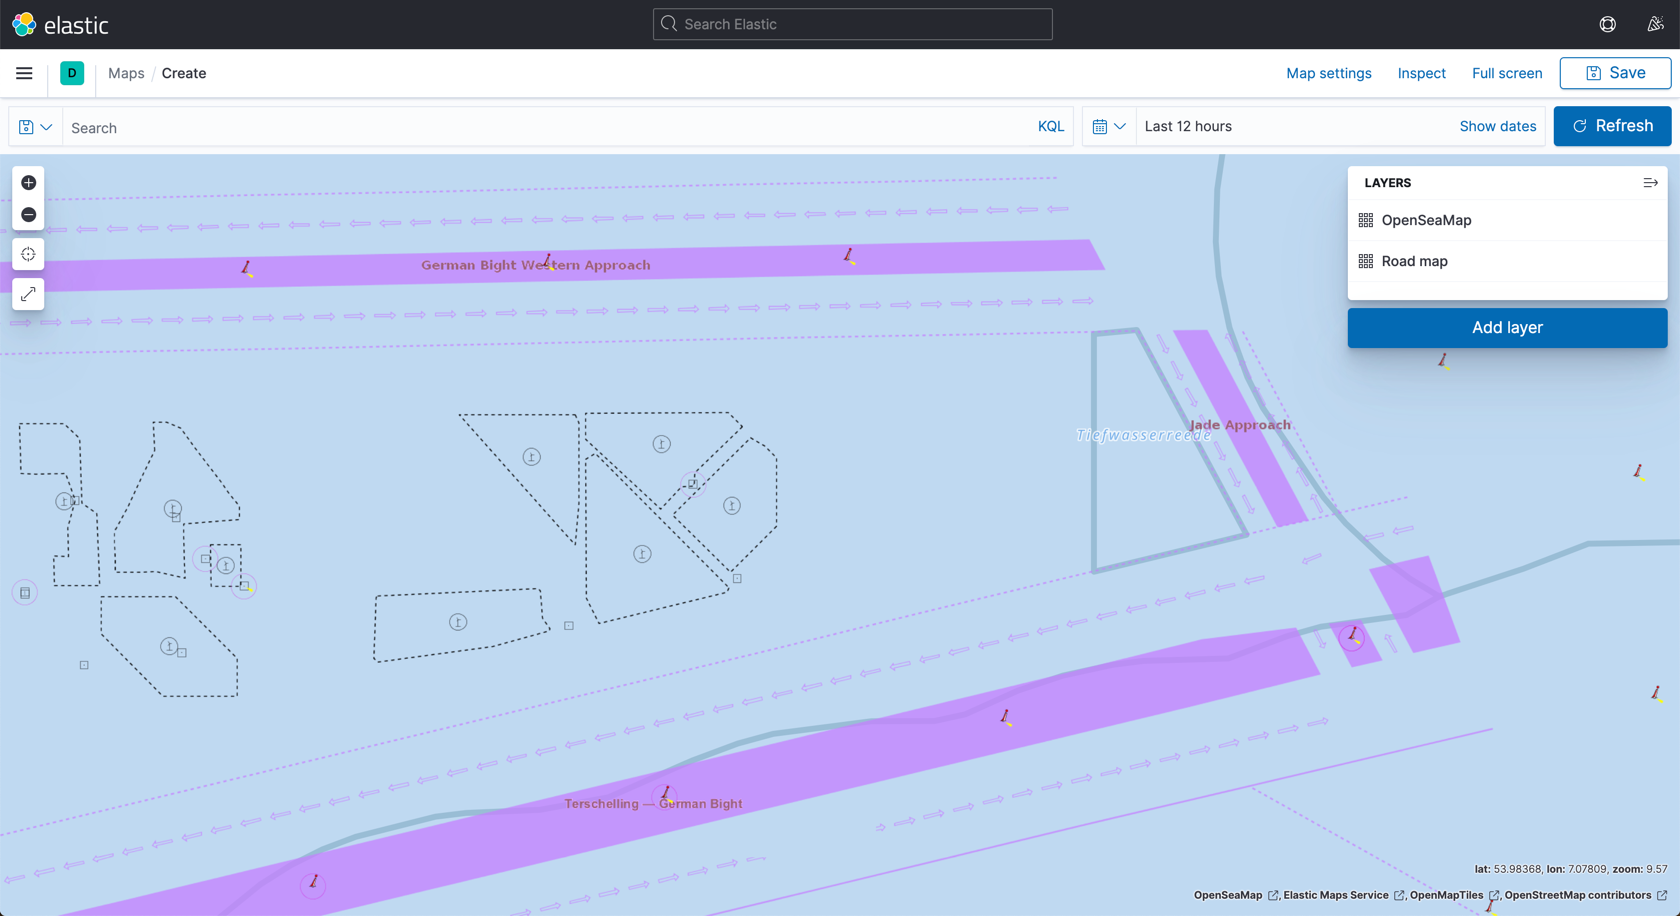 elastic
Search Elastic
D
Maps / Create
Map settings
Inspect
Full screen
Save
Search
KQL
Last 12 hours
Show dates
Refresh
LAYERS
OpenSeaMap
Road map
Add layer
German Bight Western Approach
Tiefwasserreede
Jade Approach
Terschelling — German Bight
lat: 53.98368, lon: 7.07809, zoom: 9.57
OpenSeaMap , Elastic Maps Service , OpenMapTiles , OpenStreetMap contributors